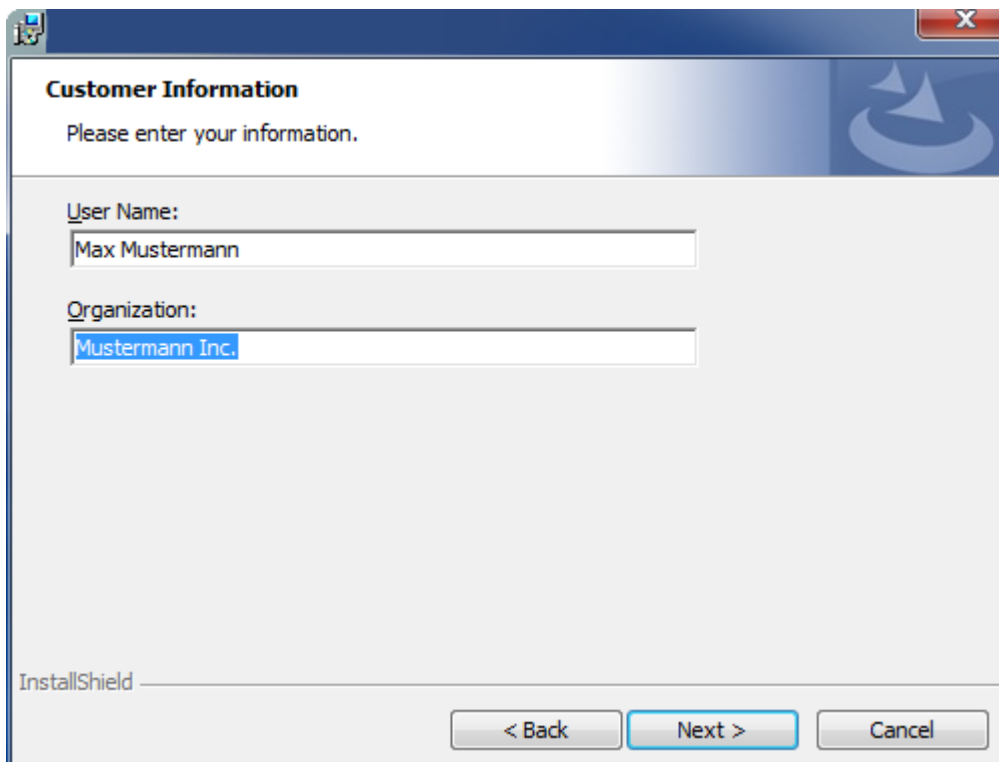 Customer Information
Please enter your information.
User Name:
Max Mustermann
Organization:
Mustermann Inc.
InstallShield
< Back Next > Cancel